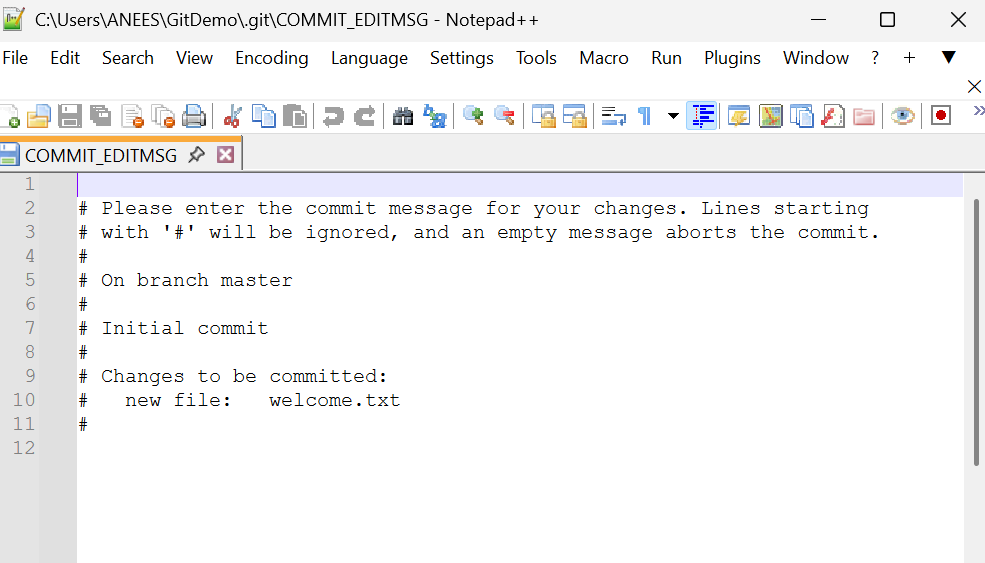 C:\Users\ANEES\GitDemo\.git\COMMIT_EDITMSG - Notepad++
File Edit Search View Encoding Language Settings Tools Macro Run Plugins Window ? + ▼
COMMIT_EDITMSG
1
2 # Please enter the commit message for your changes. Lines starting
3 # with '#' will be ignored, and an empty message aborts the commit.
4 #
5 # On branch master
6 #
7 # Initial commit
8 #
9 # Changes to be committed:
10 #   new file:   welcome.txt
11 #
12